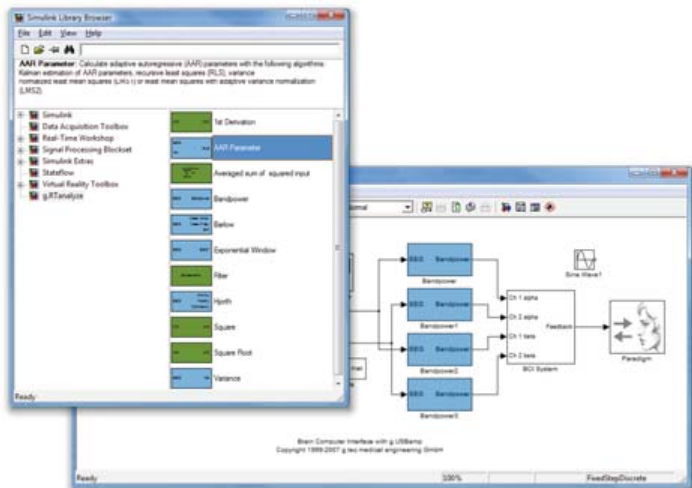 Simulink Library Browser
File Edit View Help
AAR Parameter: Calculate adaptive autoregressive (AAR) parameters with the following algorithms:
Kalman estimation of AAR parameters, recursive least squares (RLS), variance
normalized least mean squares (LMS1) or least mean squares with adaptive variance normalization
(LMS2).
Simulink
Data Acquisition Toolbox
Real-Time Workshop
Signal Processing Blockset
Simulink Extras
Stateflow
Virtual Reality Toolbox
g.RTanalyze
1st Derivation
AAR Parameter
Averaged sum of squared input
Bandpower
Barlow
Exponential Window
Filter
Hjorth
Square
Square Root
Variance
Ready
Bandpower
Bandpower
Bandpower
Bandpower1
Bandpower
Bandpower2
Bandpower
Bandpower3
Ch 1 alpha
Ch 2 alpha
Ch 1 beta
Ch 2 beta
Feedback
BCI System
Sine Wave1
Paradigm
Brain Computer Interface with g.USBamp
Copyright 1999-2007 g.tec medical engineering GmbH
Ready
100%
FixedStepDiscrete